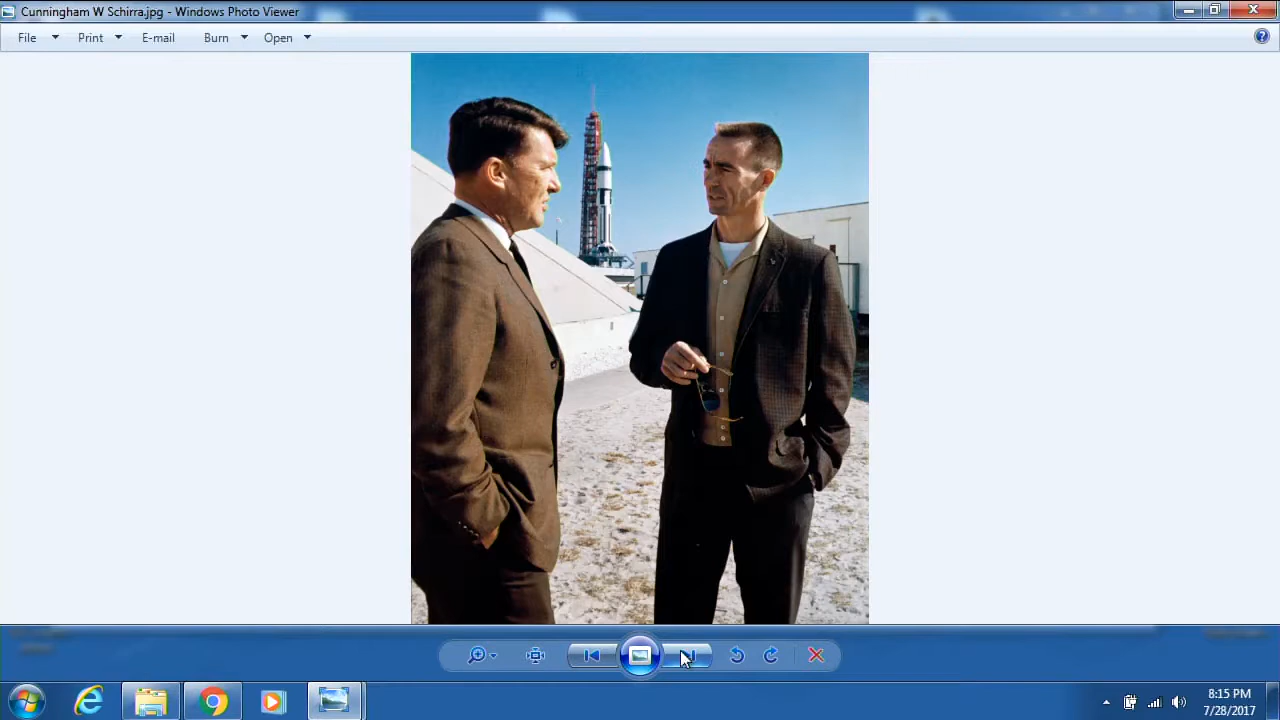 Cunningham W Schirra.jpg - Windows Photo Viewer
File Print E-mail Burn Open
8:15 PM
7/28/2017